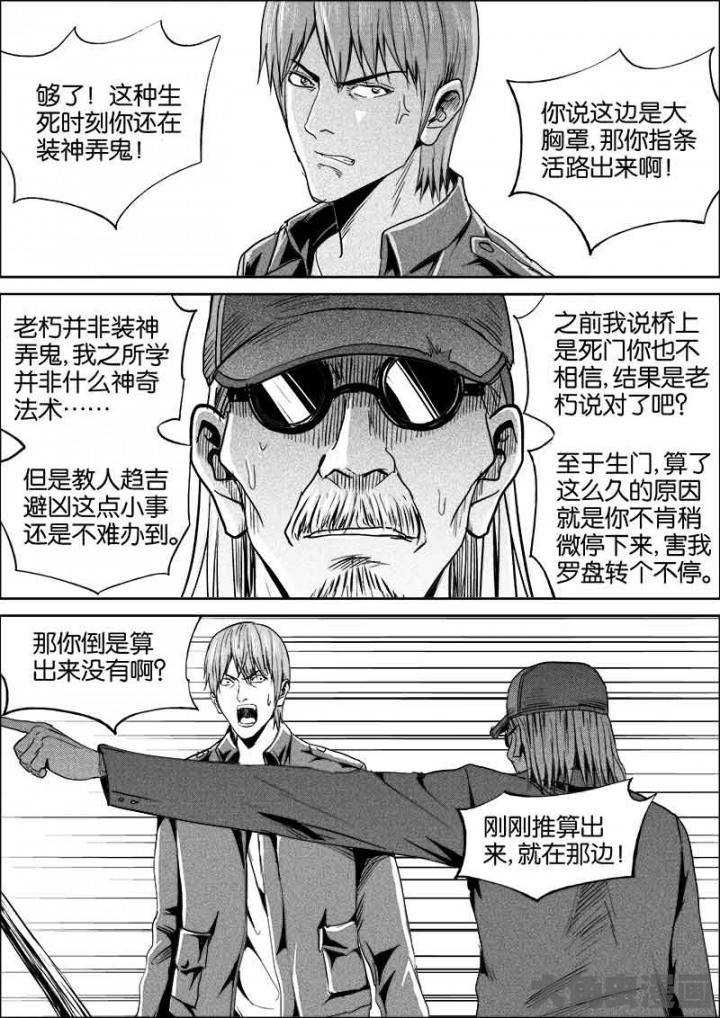 够了！这种生
死时刻你还在
装神弄鬼！
你说这边是大
胸罩，那你指条
活路出来啊！
老朽并非装神
弄鬼，我之所学
并非什么神奇
法术……
但是教人趋吉
避凶这点小事
还是不难办到。
之前我说桥上
是死门你也不
相信，结果是老
朽说对了吧？
至于生门，算了
这么久的原因
就是你不肯稍
微停下来，害我
罗盘转个不停。
那你倒是算
出来没有啊？
刚刚推算出
来，就在那边！